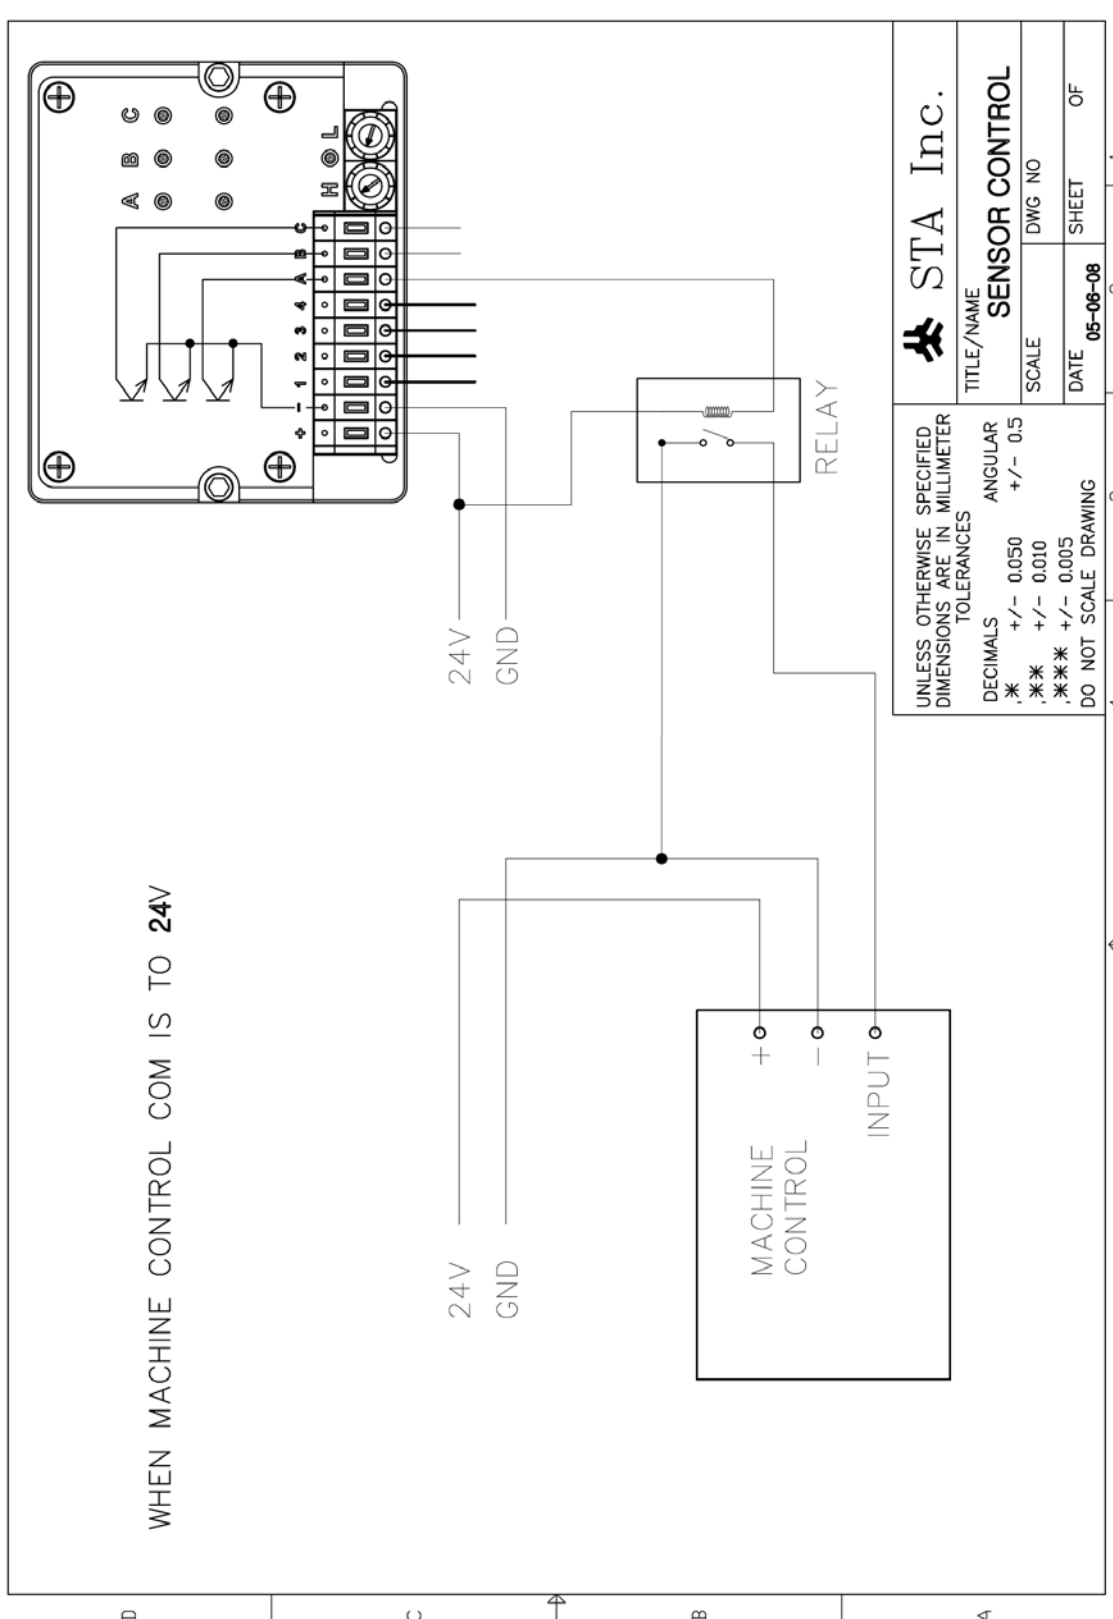 WHEN MACHINE CONTROL COM IS TO 24V
A B C
H L
+ - 1 2 3 4 A B C
24V
GND
RELAY
24V
GND
MACHINE
CONTROL
+
-
INPUT
UNLESS OTHERWISE SPECIFIED
DIMENSIONS ARE IN MILLIMETER
TOLERANCES
DECIMALS ANGULAR
.* +/- 0.050 +/- 0.5
.** +/- 0.010
.*** +/- 0.005
DO NOT SCALE DRAWING
STA Inc.
TITLE/NAME
SENSOR CONTROL
SCALE DWG NO
DATE 05-06-08 SHEET OF
D
C
B
A